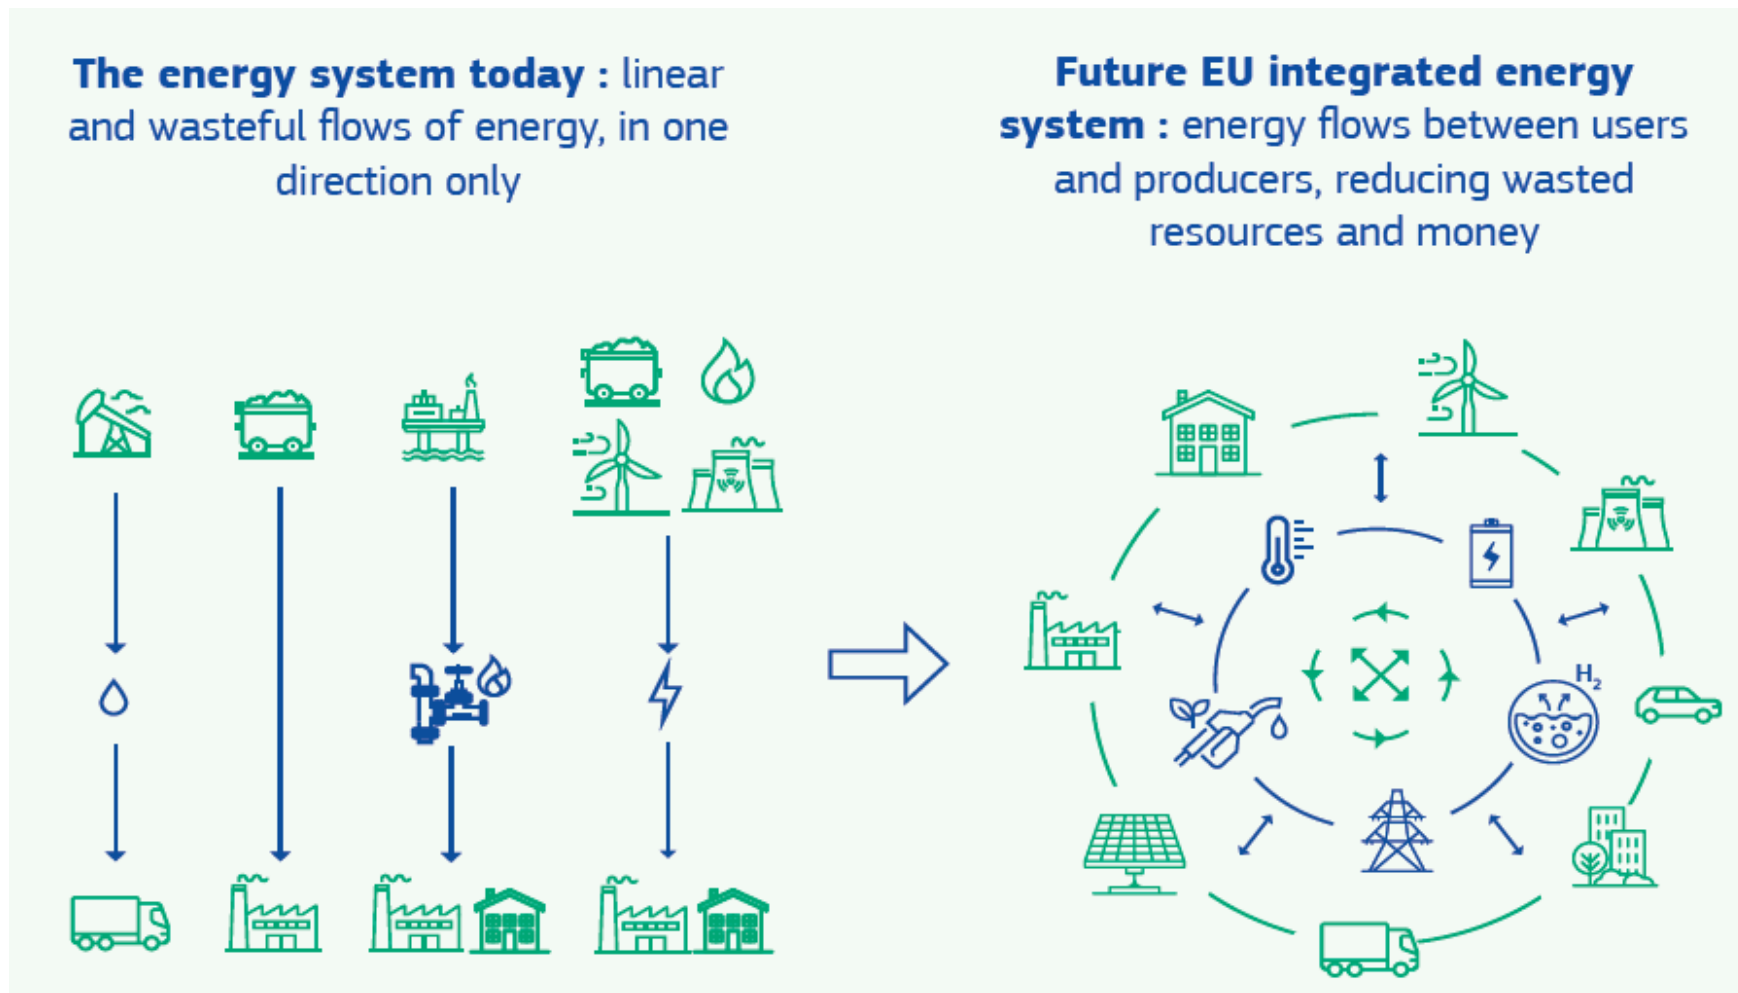 The energy system today : linear
and wasteful flows of energy, in one
direction only
Future EU integrated energy
system : energy flows between users
and producers, reducing wasted
resources and money
H₂